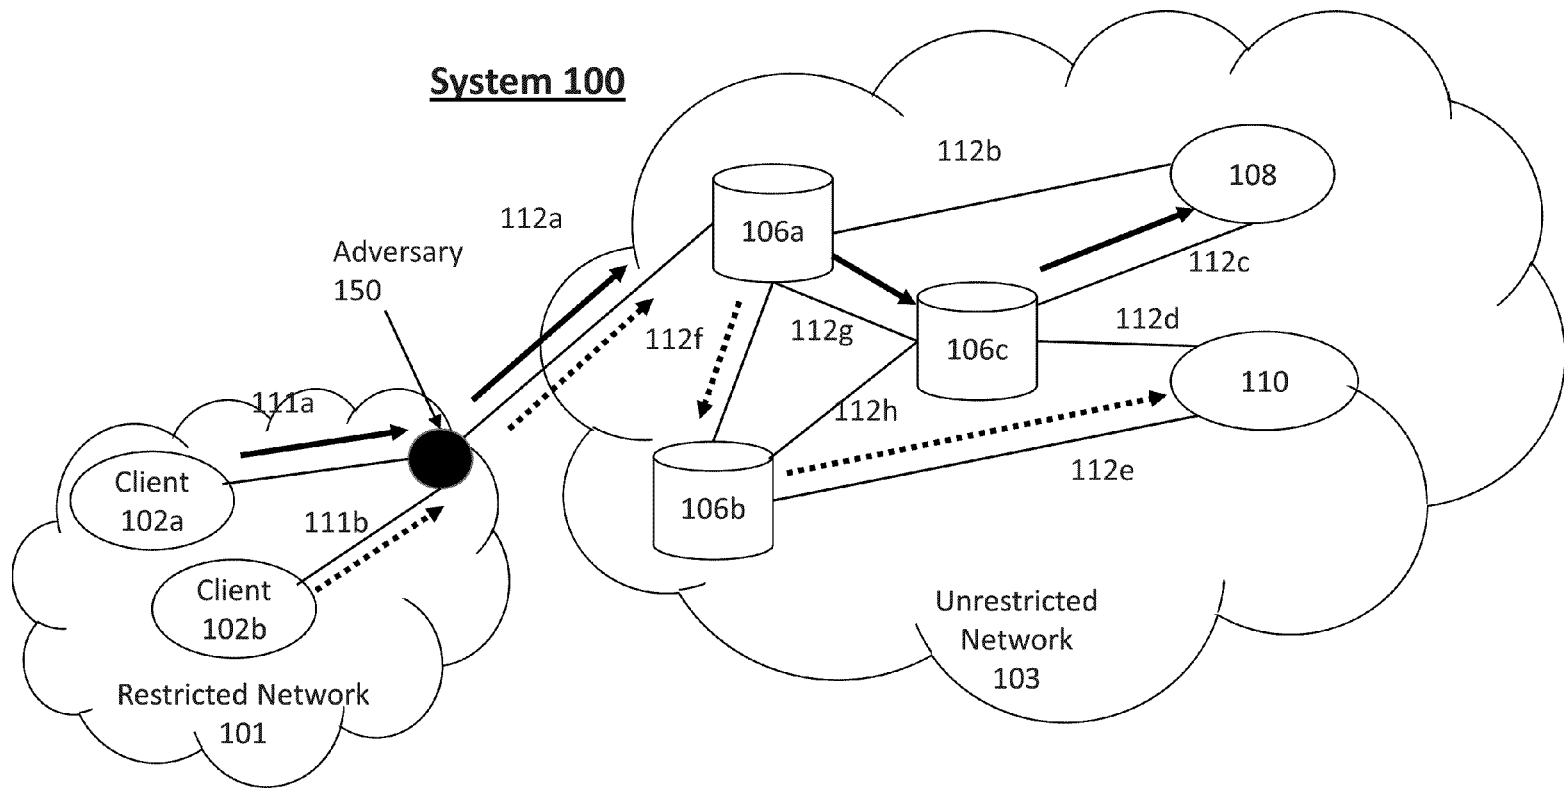 System 100
112b
108
112a
106a
Adversary
150
112c
112f
112g
112d
106c
110
111a
112h
112e
Client
102a
106b
111b
Client
102b
Unrestricted
Network
103
Restricted Network
101